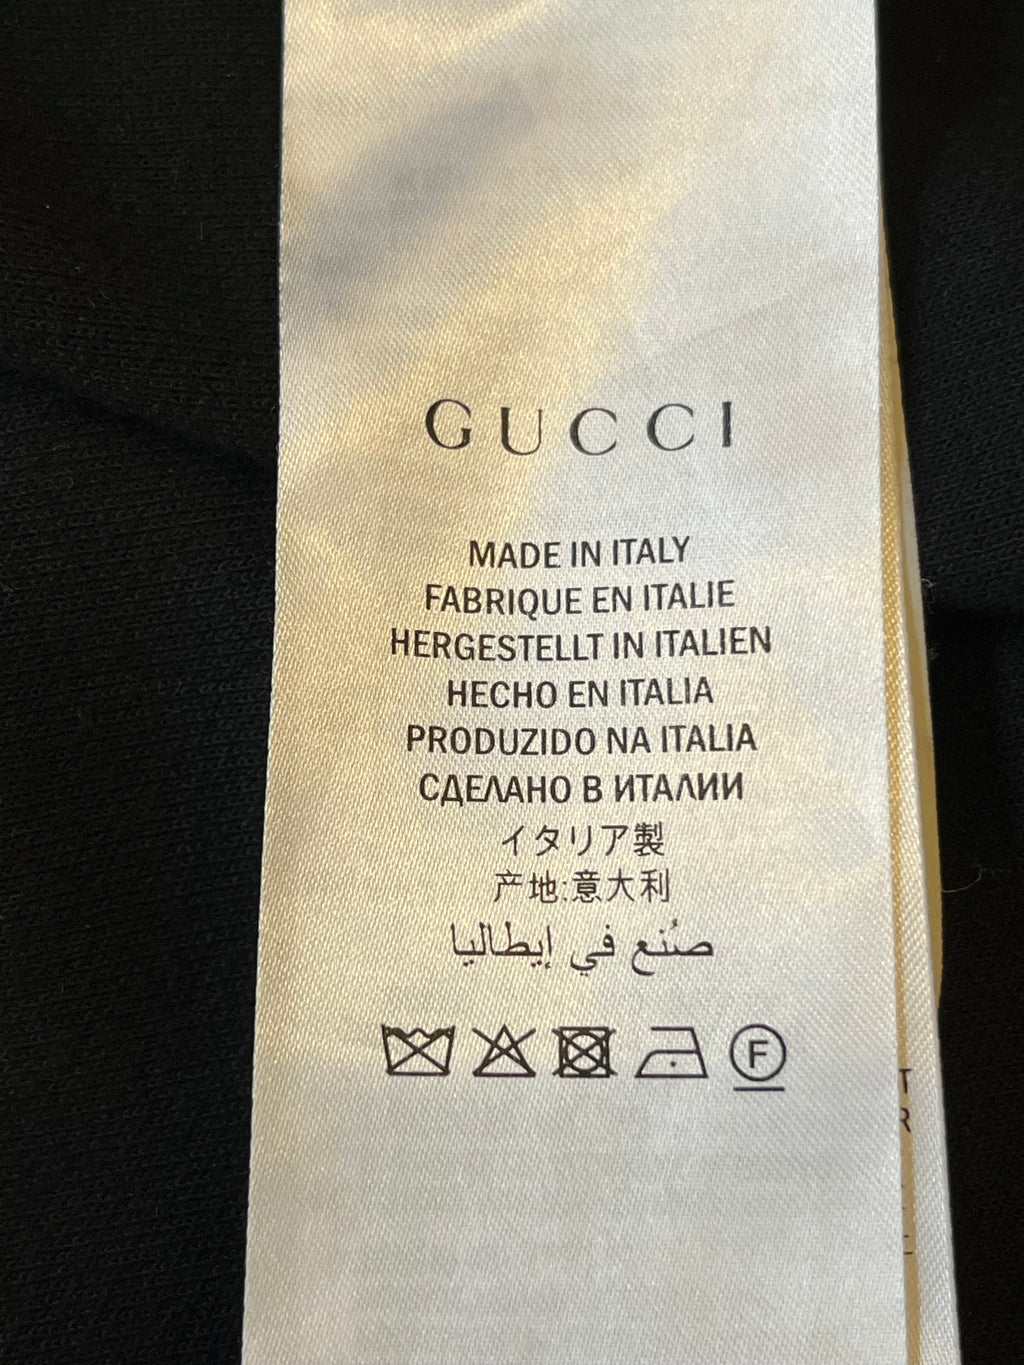 GUCCI
MADE IN ITALY
FABRIQUE EN ITALIE
HERGESTELLT IN ITALIEN
HECHO EN ITALIA
PRODUZIDO NA ITALIA
СДЕЛАНО В ИТАЛИИ
イタリア製
产地:意大利
صُنع في إيطاليا
F